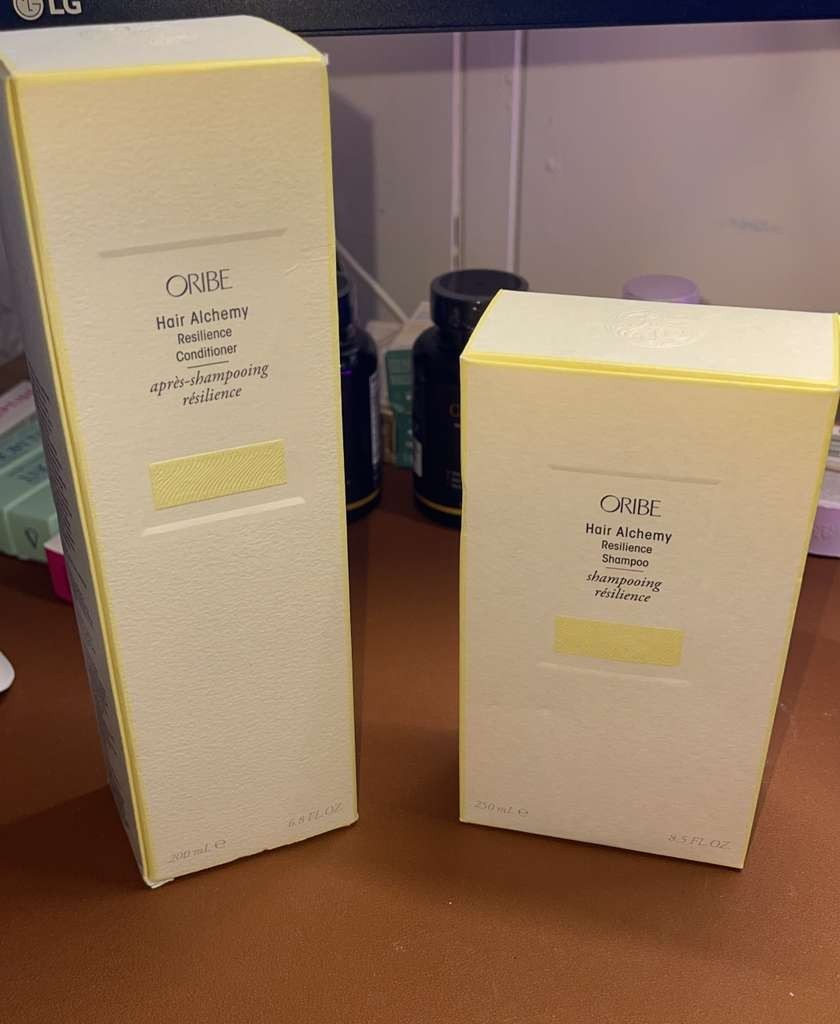 LG
ORIBE
Hair Alchemy
Resilience
Conditioner
après-shampooing
résilience
200 mL ℮
6.8 FL.OZ.
ORIBE
Hair Alchemy
Resilience
Shampoo
shampooing
résilience
250 mL ℮
8.5 FL.OZ.